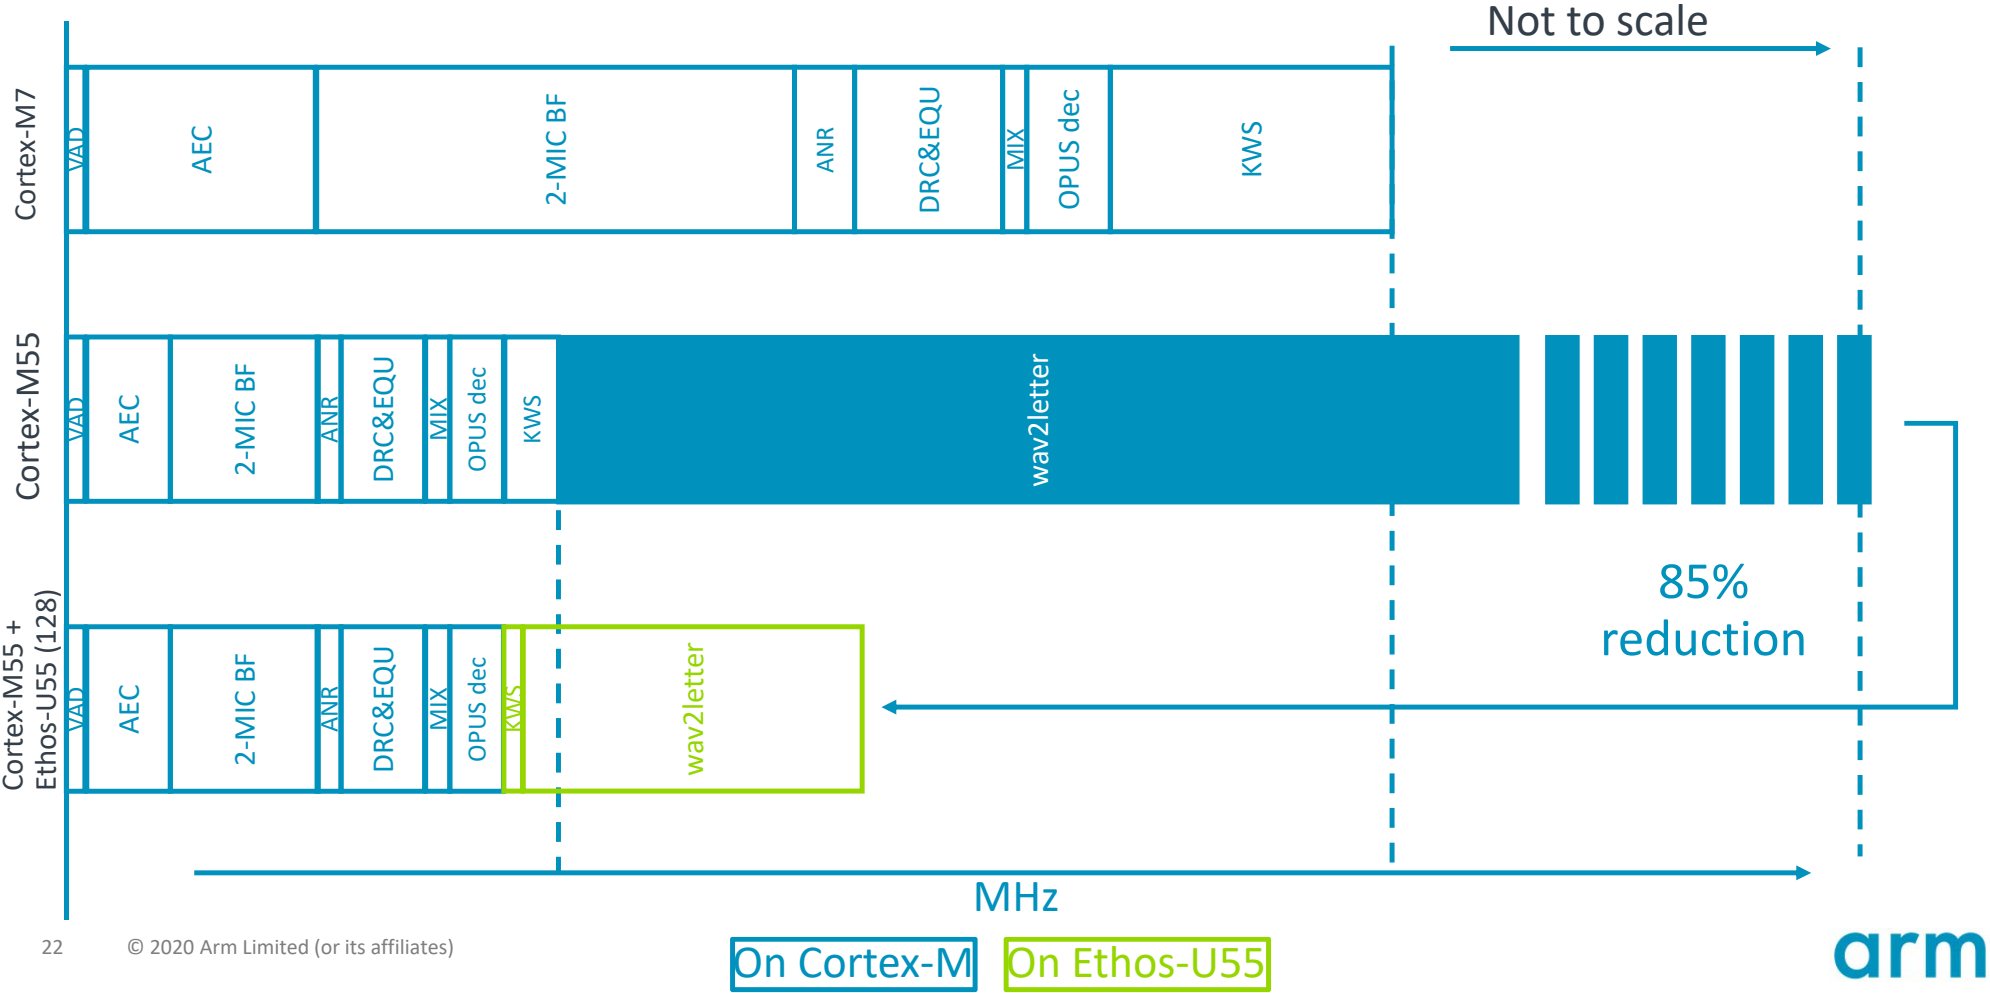 Not to scale
Cortex-M7
VAD
AEC
2-MIC BF
ANR
DRC&EQU
MIX
OPUS dec
KWS
Cortex-M55
VAD
AEC
2-MIC BF
ANR
DRC&EQU
MIX
OPUS dec
KWS
wav2letter
85%
reduction
Cortex-M55 +
Ethos-U55 (128)
VAD
AEC
2-MIC BF
ANR
DRC&EQU
MIX
OPUS dec
KWS
wav2letter
MHz
22
© 2020 Arm Limited (or its affiliates)
On Cortex-M
On Ethos-U55
arm